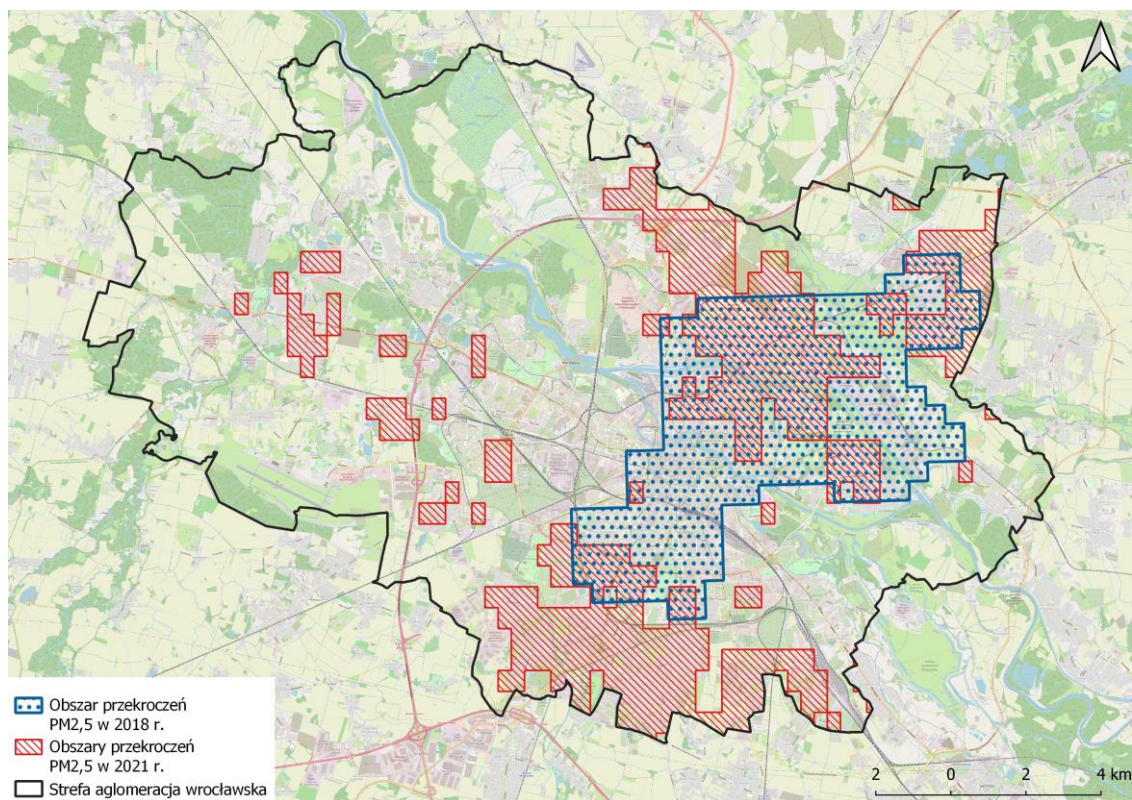 Obszar przekroczeń
PM2,5 w 2018 r.
Obszary przekroczeń
PM2,5 w 2021 r.
Strefa aglomeracja wrocławska
2 0 2 4 km